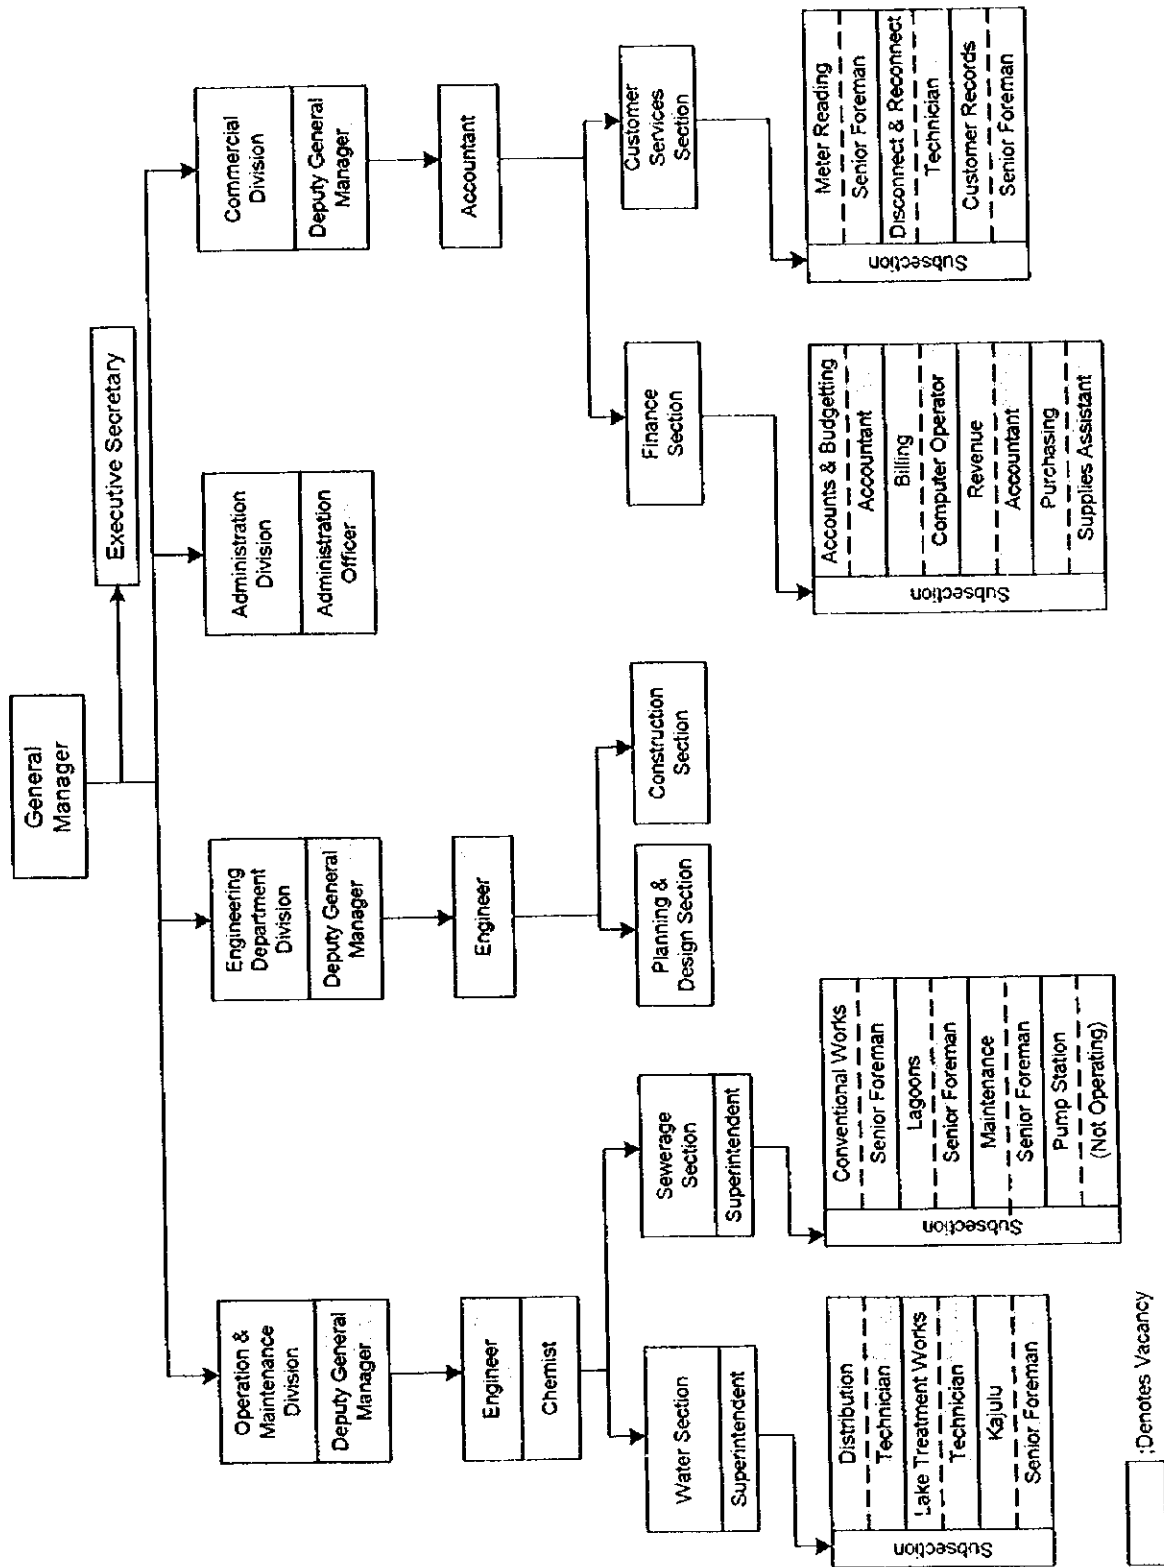 General
Manager
Executive Secretary
Operation &
Maintenance
Division
Deputy General
Manager
Engineering
Department
Division
Deputy General
Manager
Administration
Division
Administration
Officer
Commercial
Division
Deputy General
Manager
Engineer
Chemist
Engineer
Accountant
Water Section
Superintendent
Sewerage
Section
Superintendent
Planning &
Design Section
Construction
Section
Finance
Section
Customer
Services
Section
Subsection
Distribution
Technician
Lake Treatment Works
Technician
Kajulu
Senior Foreman
Subsection
Conventional Works
Senior Foreman
Lagoons
Senior Foreman
Maintenance
Senior Foreman
Pump Station
(Not Operating)
Subsection
Accounts & Budgetting
Accountant
Billing
Computer Operator
Revenue
Accountant
Purchasing
Supplies Assistant
Subsection
Meter Reading
Senior Foreman
Disconnect & Reconnect
Technician
Customer Records
Senior Foreman
:Denotes Vacancy